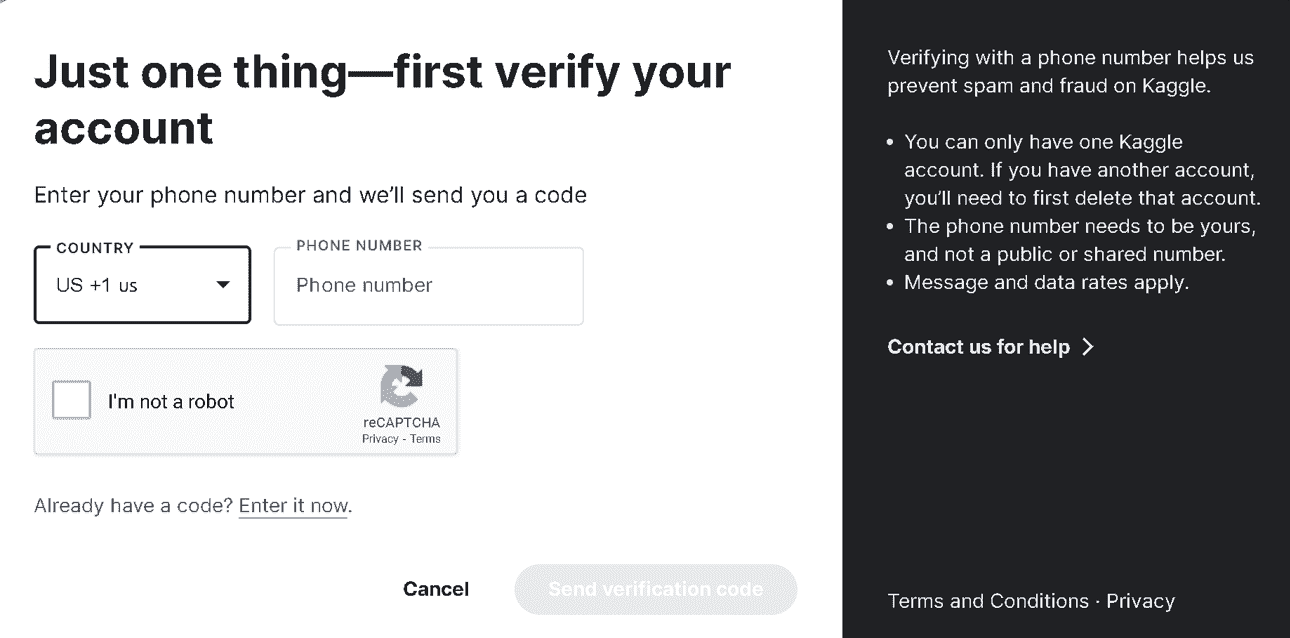 Just one thing—first verify your
account
Enter your phone number and we’ll send you a code
COUNTRY
US +1 us
PHONE NUMBER
Phone number
I'm not a robot
reCAPTCHA
Privacy - Terms
Already have a code? Enter it now.
Cancel
Send verification code
Verifying with a phone number helps us
prevent spam and fraud on Kaggle.
• You can only have one Kaggle
account. If you have another account,
you’ll need to first delete that account.
• The phone number needs to be yours,
and not a public or shared number.
• Message and data rates apply.
Contact us for help
Terms and Conditions · Privacy